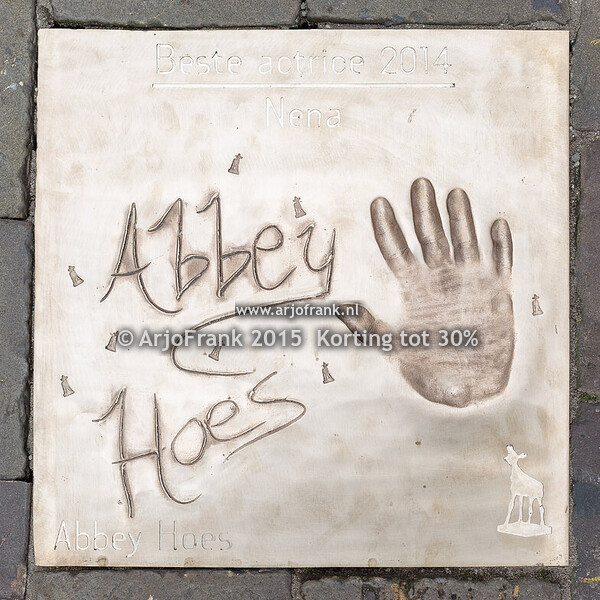 Beste actrice 2014
Nena
Abbey
www.arjofrank.nl
© ArjoFrank 2015 Korting tot 30%
Hoes
Abbey Hoes